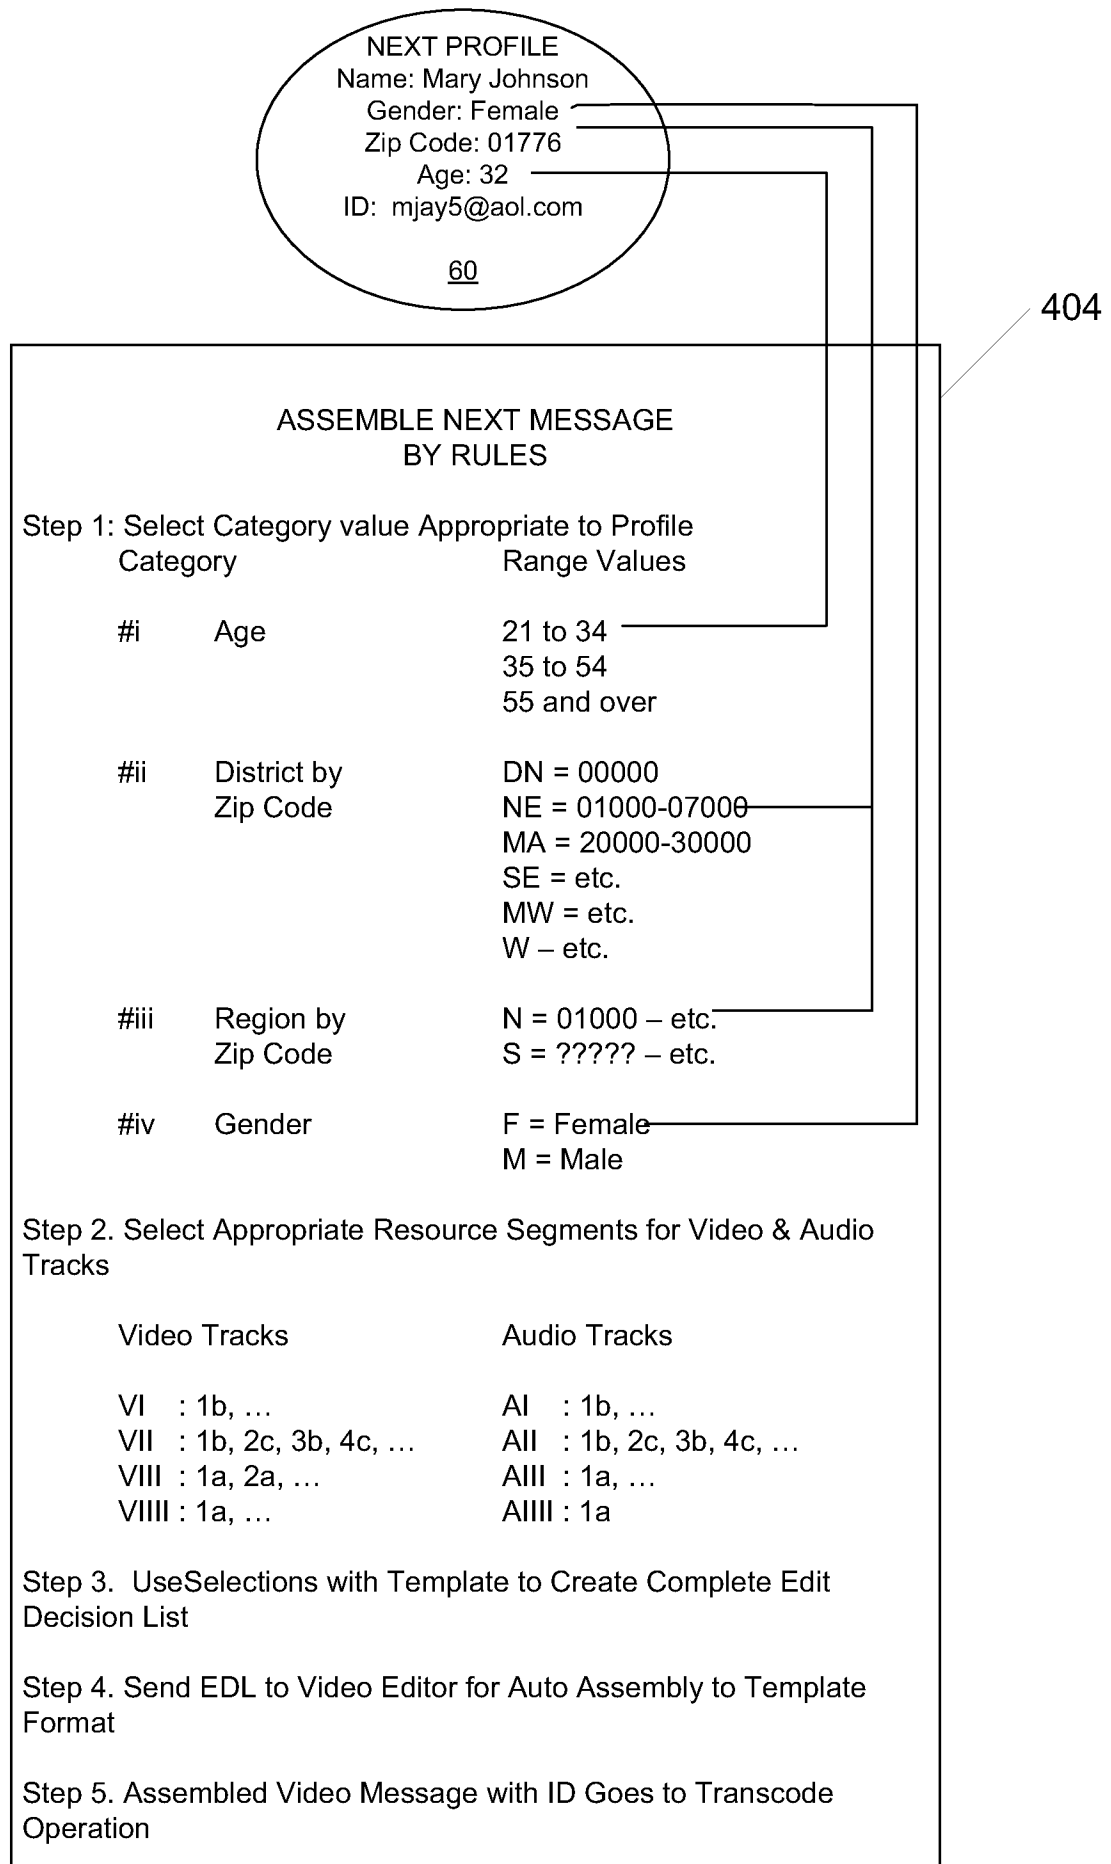 NEXT PROFILE
Name: Mary Johnson
Gender: Female
Zip Code: 01776
Age: 32
ID: mjay5@aol.com
60
404
ASSEMBLE NEXT MESSAGE
BY RULES
Step 1: Select Category value Appropriate to Profile
Category Range Values
#i Age 21 to 34
35 to 54
55 and over
#ii District by DN = 00000
Zip Code NE = 01000-07000
MA = 20000-30000
SE = etc.
MW = etc.
W – etc.
#iii Region by N = 01000 – etc.
Zip Code S = ????? – etc.
#iv Gender F = Female
M = Male
Step 2. Select Appropriate Resource Segments for Video & Audio
Tracks
Video Tracks Audio Tracks
VI : 1b, … AI : 1b, …
VII : 1b, 2c, 3b, 4c, … AII : 1b, 2c, 3b, 4c, …
VIII : 1a, 2a, … AIII : 1a, …
VIIII : 1a, … AIIII : 1a
Step 3. UseSelections with Template to Create Complete Edit
Decision List
Step 4. Send EDL to Video Editor for Auto Assembly to Template
Format
Step 5. Assembled Video Message with ID Goes to Transcode
Operation